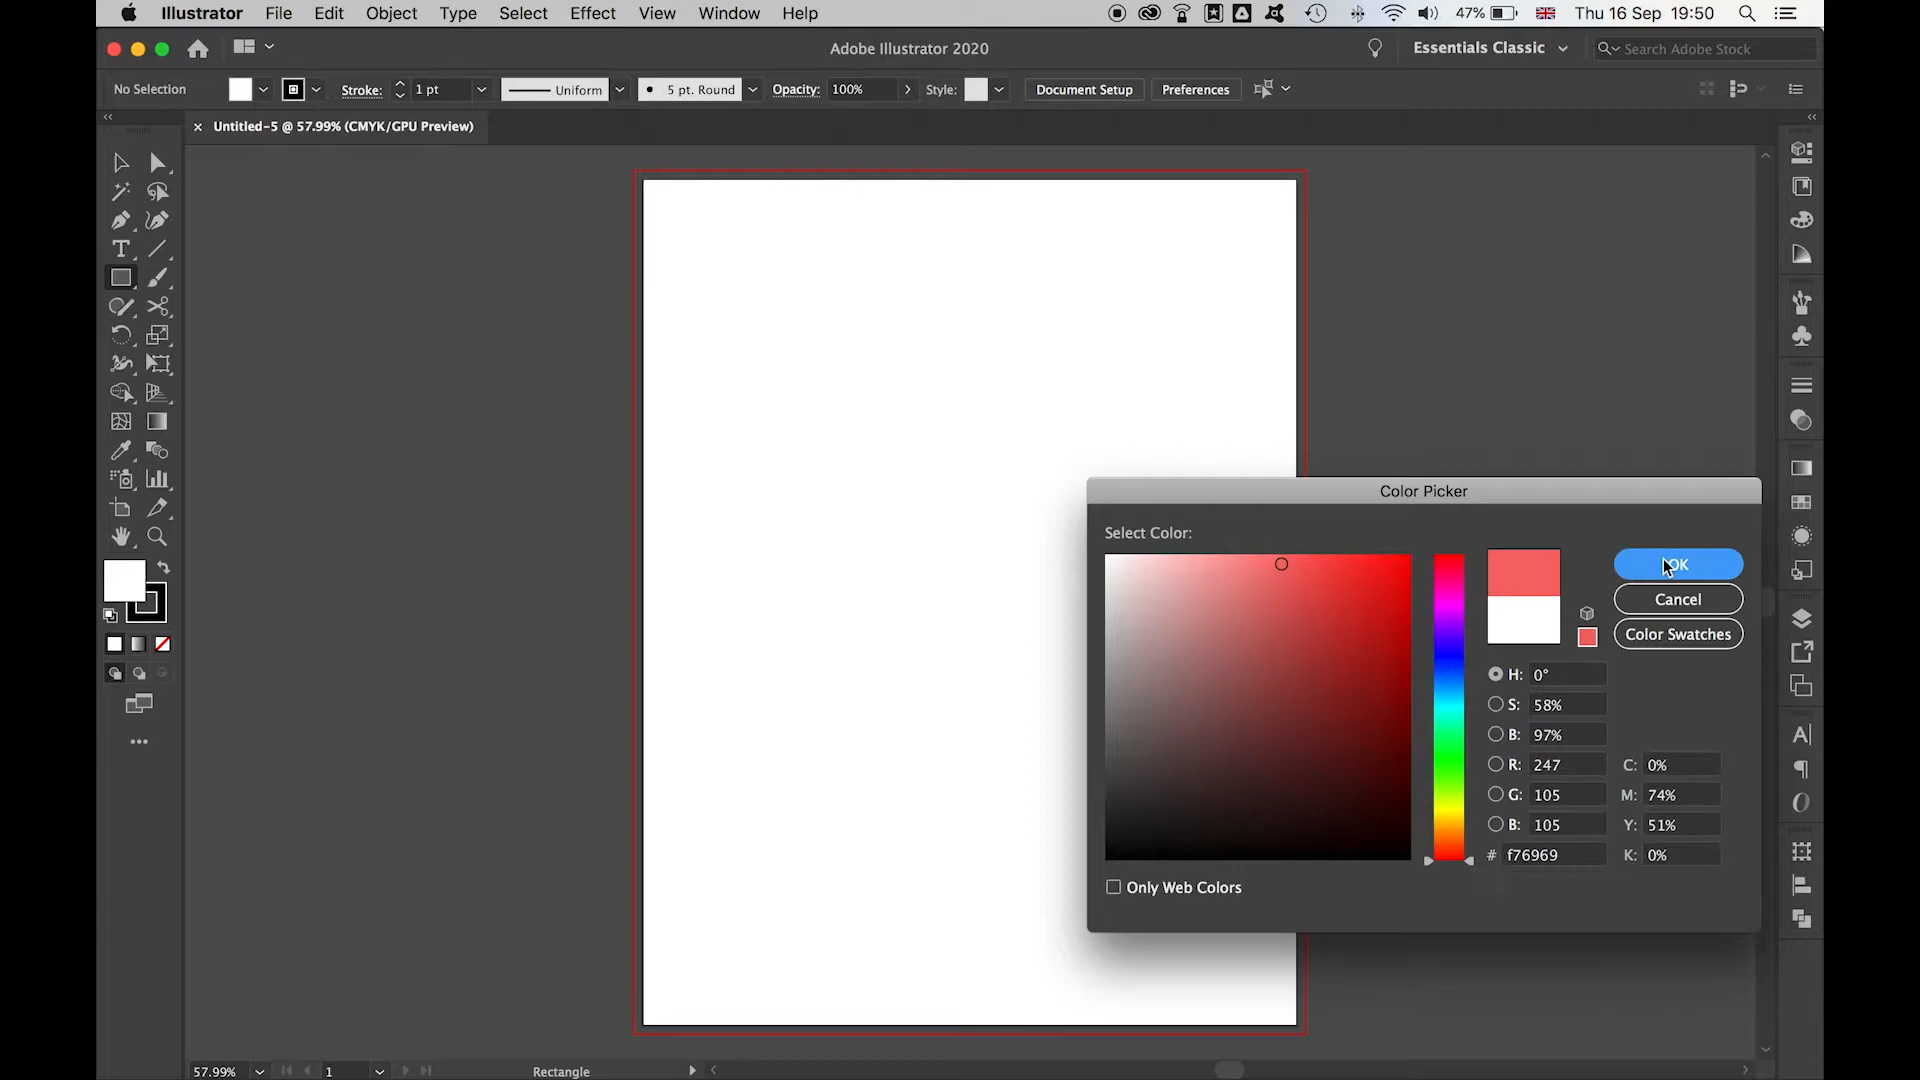 Illustrator File Edit Object Type Select Effect View Window Help 47% Thu 16 Sep 19:50
Adobe Illustrator 2020 Essentials Classic Search Adobe Stock
No Selection Stroke: 1 pt Uniform 5 pt. Round Opacity: 100% Style: Document Setup Preferences
Untitled-5 @ 57.99% (CMYK/GPU Preview)
Color Picker
Select Color:
OK
Cancel
Color Swatches
H: 0°
S: 58%
B: 97%
R: 247 C: 0%
G: 105 M: 74%
B: 105 Y: 51%
# f76969 K: 0%
Only Web Colors
57.99% 1 Rectangle